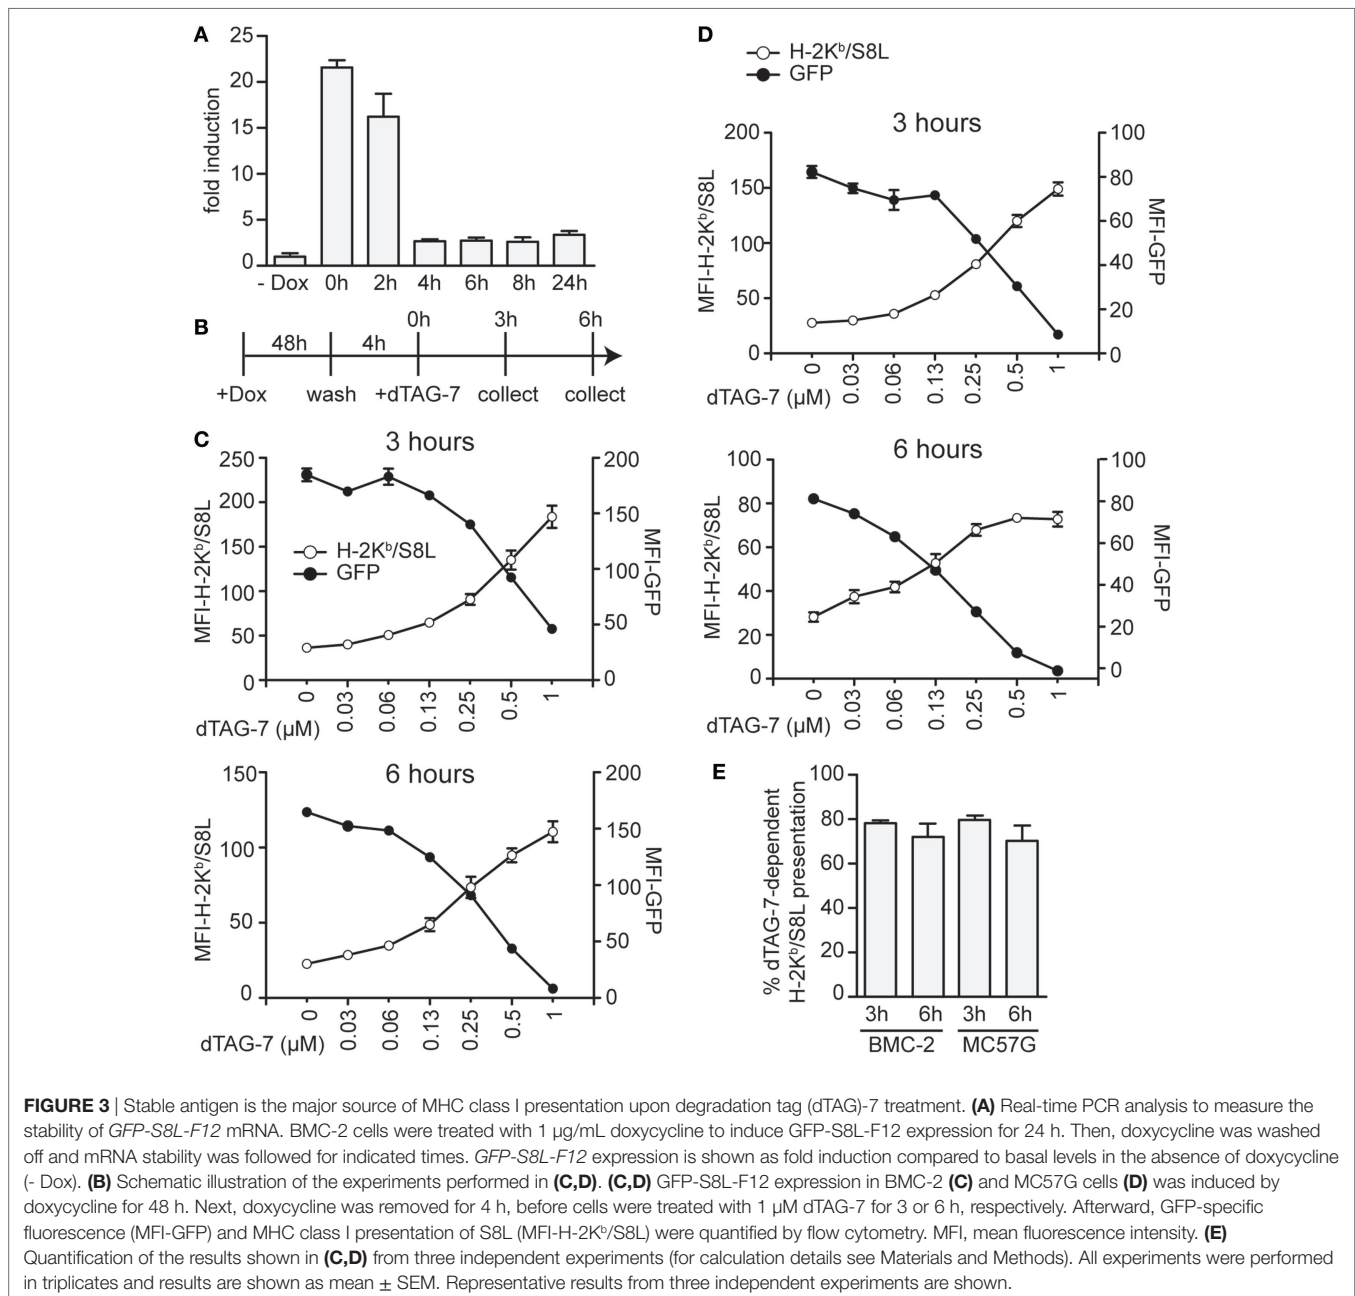 A
25
20
15
10
5
0
fold induction
- Dox 0h 2h 4h 6h 8h 24h
B
0h 3h 6h
48h 4h
+Dox wash +dTAG-7 collect collect
C
3 hours
250
200
150
100
50
0
MFI-H-2Kᵇ/S8L
200
150
100
50
0
MFI-GFP
H-2Kᵇ/S8L
GFP
0 0.03 0.06 0.13 0.25 0.5 1
dTAG-7 (µM)
6 hours
150
100
50
0
MFI-H-2Kᵇ/S8L
200
150
100
50
0
MFI-GFP
0 0.03 0.06 0.13 0.25 0.5 1
dTAG-7 (µM)
D
H-2Kᵇ/S8L
GFP
3 hours
200
150
100
50
0
MFI-H-2Kᵇ/S8L
100
80
60
40
20
0
MFI-GFP
0 0.03 0.06 0.13 0.25 0.5 1
dTAG-7 (µM)
6 hours
100
80
60
40
20
0
MFI-H-2Kᵇ/S8L
100
80
60
40
20
0
MFI-GFP
0 0.03 0.06 0.13 0.25 0.5 1
dTAG-7 (µM)
E
% dTAG-7-dependent
H-2Kᵇ/S8L presentation
100
80
60
40
20
0
3h 6h 3h 6h
BMC-2 MC57G
FIGURE 3 | Stable antigen is the major source of MHC class I presentation upon degradation tag (dTAG)-7 treatment. (A) Real-time PCR analysis to measure the
stability of GFP-S8L-F12 mRNA. BMC-2 cells were treated with 1 µg/mL doxycycline to induce GFP-S8L-F12 expression for 24 h. Then, doxycycline was washed
off and mRNA stability was followed for indicated times. GFP-S8L-F12 expression is shown as fold induction compared to basal levels in the absence of doxycycline
(- Dox). (B) Schematic illustration of the experiments performed in (C,D). (C,D) GFP-S8L-F12 expression in BMC-2 (C) and MC57G cells (D) was induced by
doxycycline for 48 h. Next, doxycycline was removed for 4 h, before cells were treated with 1 µM dTAG-7 for 3 or 6 h, respectively. Afterward, GFP-specific
fluorescence (MFI-GFP) and MHC class I presentation of S8L (MFI-H-2Kᵇ/S8L) were quantified by flow cytometry. MFI, mean fluorescence intensity. (E)
Quantification of the results shown in (C,D) from three independent experiments (for calculation details see Materials and Methods). All experiments were performed
in triplicates and results are shown as mean ± SEM. Representative results from three independent experiments are shown.